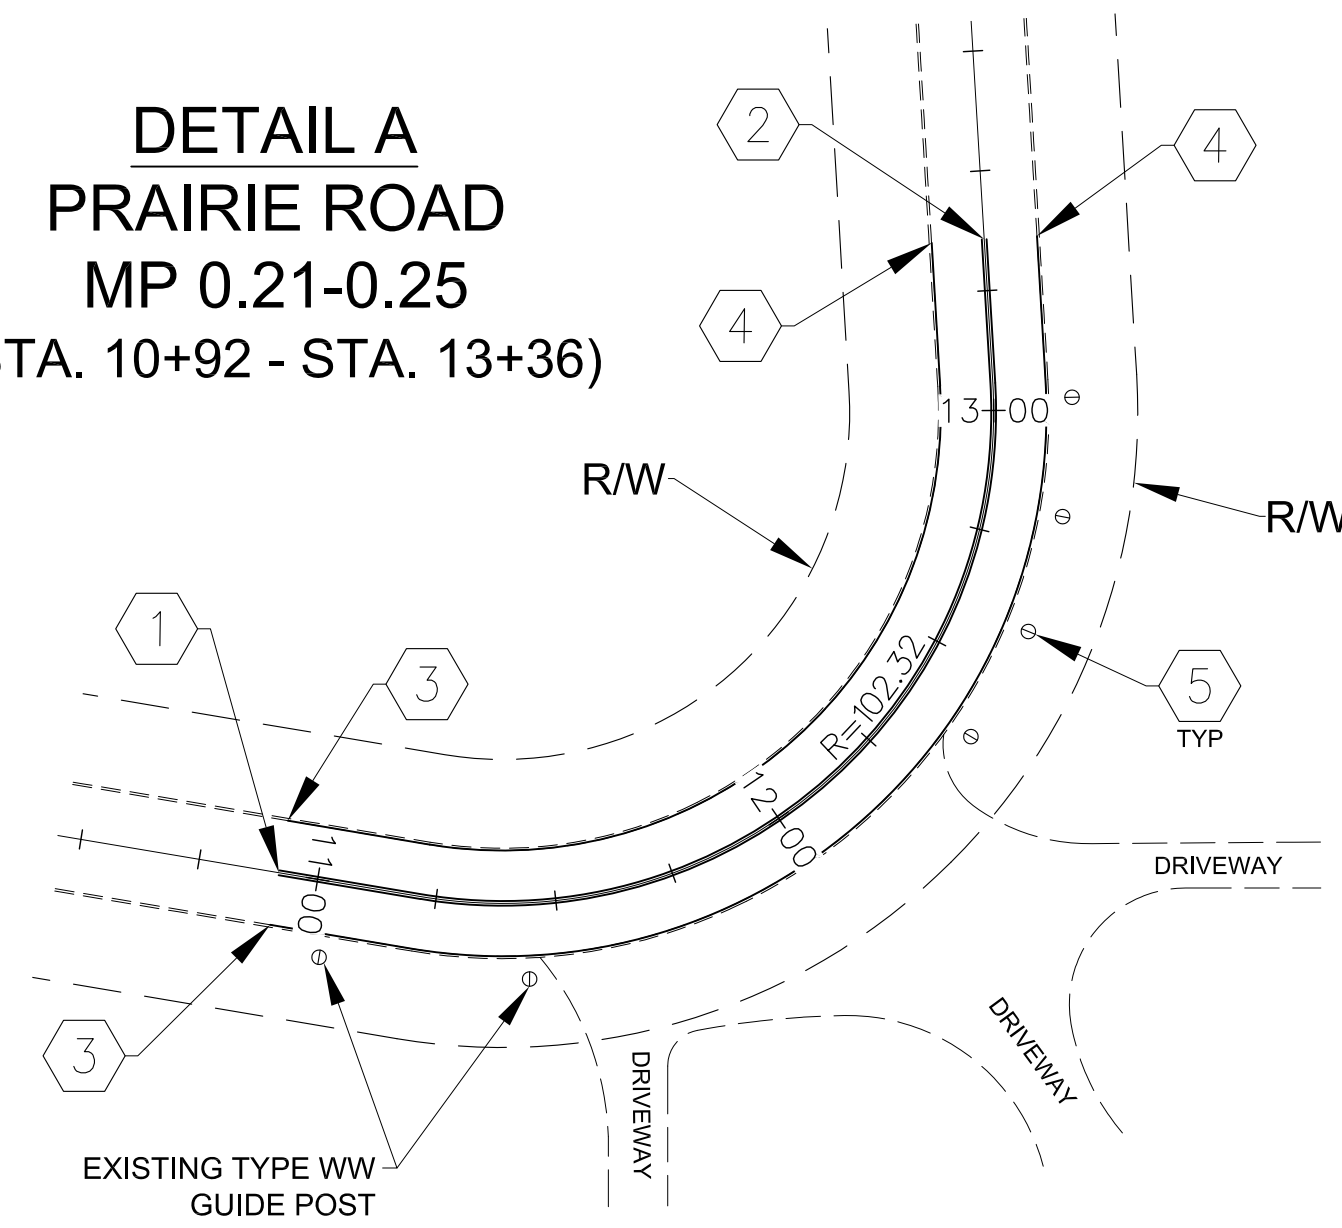 DETAIL A
PRAIRIE ROAD
MP 0.21-0.25
STA. 10+92 - STA. 13+36)
2
4
4
13+00
R/W
R/W
1
3
5
TYP
R=102.32
12+00
11+00
DRIVEWAY
3
DRIVEWAY
DRIVEWAY
EXISTING TYPE WW
GUIDE POST